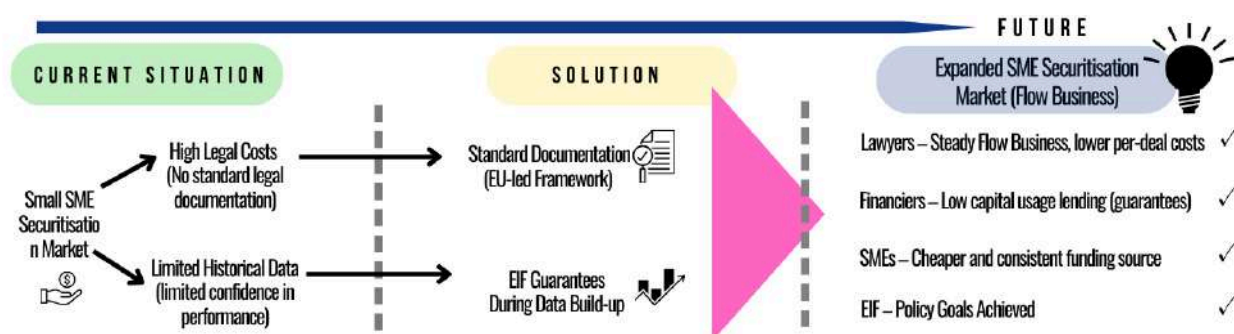 FUTURE
CURRENT SITUATION
SOLUTION
Expanded SME Securitisation
Market (Flow Business)
Small SME
Securitisatio
n Market
High Legal Costs
(No standard legal
documentation)
Limited Historical Data
(limited confidence in
performance)
Standard Documentation
(EU-led Framework)
EIF Guarantees
During Data Build-up
Lawyers – Steady Flow Business, lower per-deal costs ✓
Financiers – Low capital usage lending (guarantees) ✓
SMEs – Cheaper and consistent funding source ✓
EIF – Policy Goals Achieved ✓